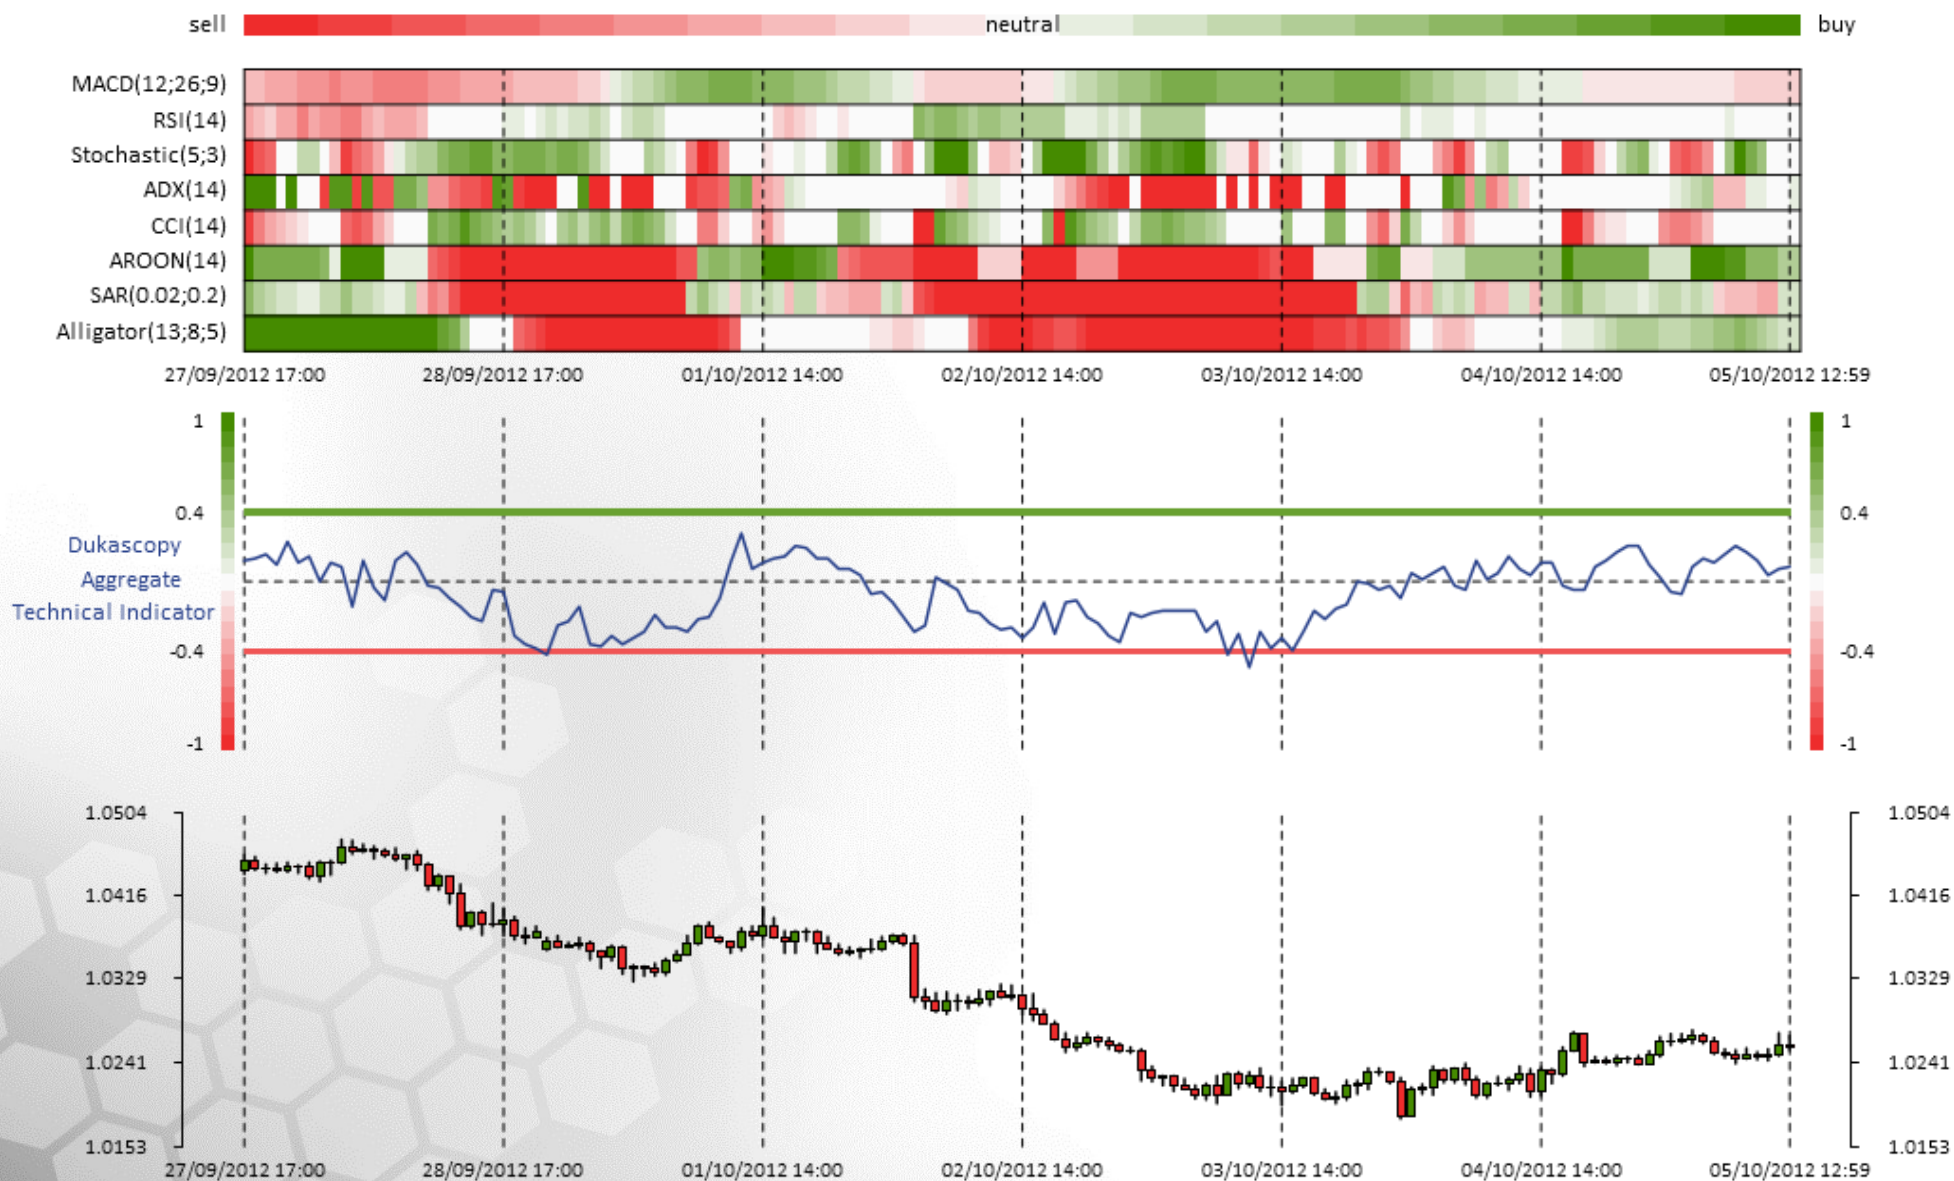 sell neutral buy
MACD(12;26;9)
RSI(14)
Stochastic(5;3)
ADX(14)
CCI(14)
AROON(14)
SAR(0.02;0.2)
Alligator(13;8;5)
27/09/2012 17:00 28/09/2012 17:00 01/10/2012 14:00 02/10/2012 14:00 03/10/2012 14:00 04/10/2012 14:00 05/10/2012 12:59
1 1
0.4 0.4
Dukascopy
Aggregate
Technical Indicator
-0.4 -0.4
-1 -1
1.0504 1.0504
1.0416 1.0416
1.0329 1.0329
1.0241 1.0241
1.0153 1.0153
27/09/2012 17:00 28/09/2012 17:00 01/10/2012 14:00 02/10/2012 14:00 03/10/2012 14:00 04/10/2012 14:00 05/10/2012 12:59